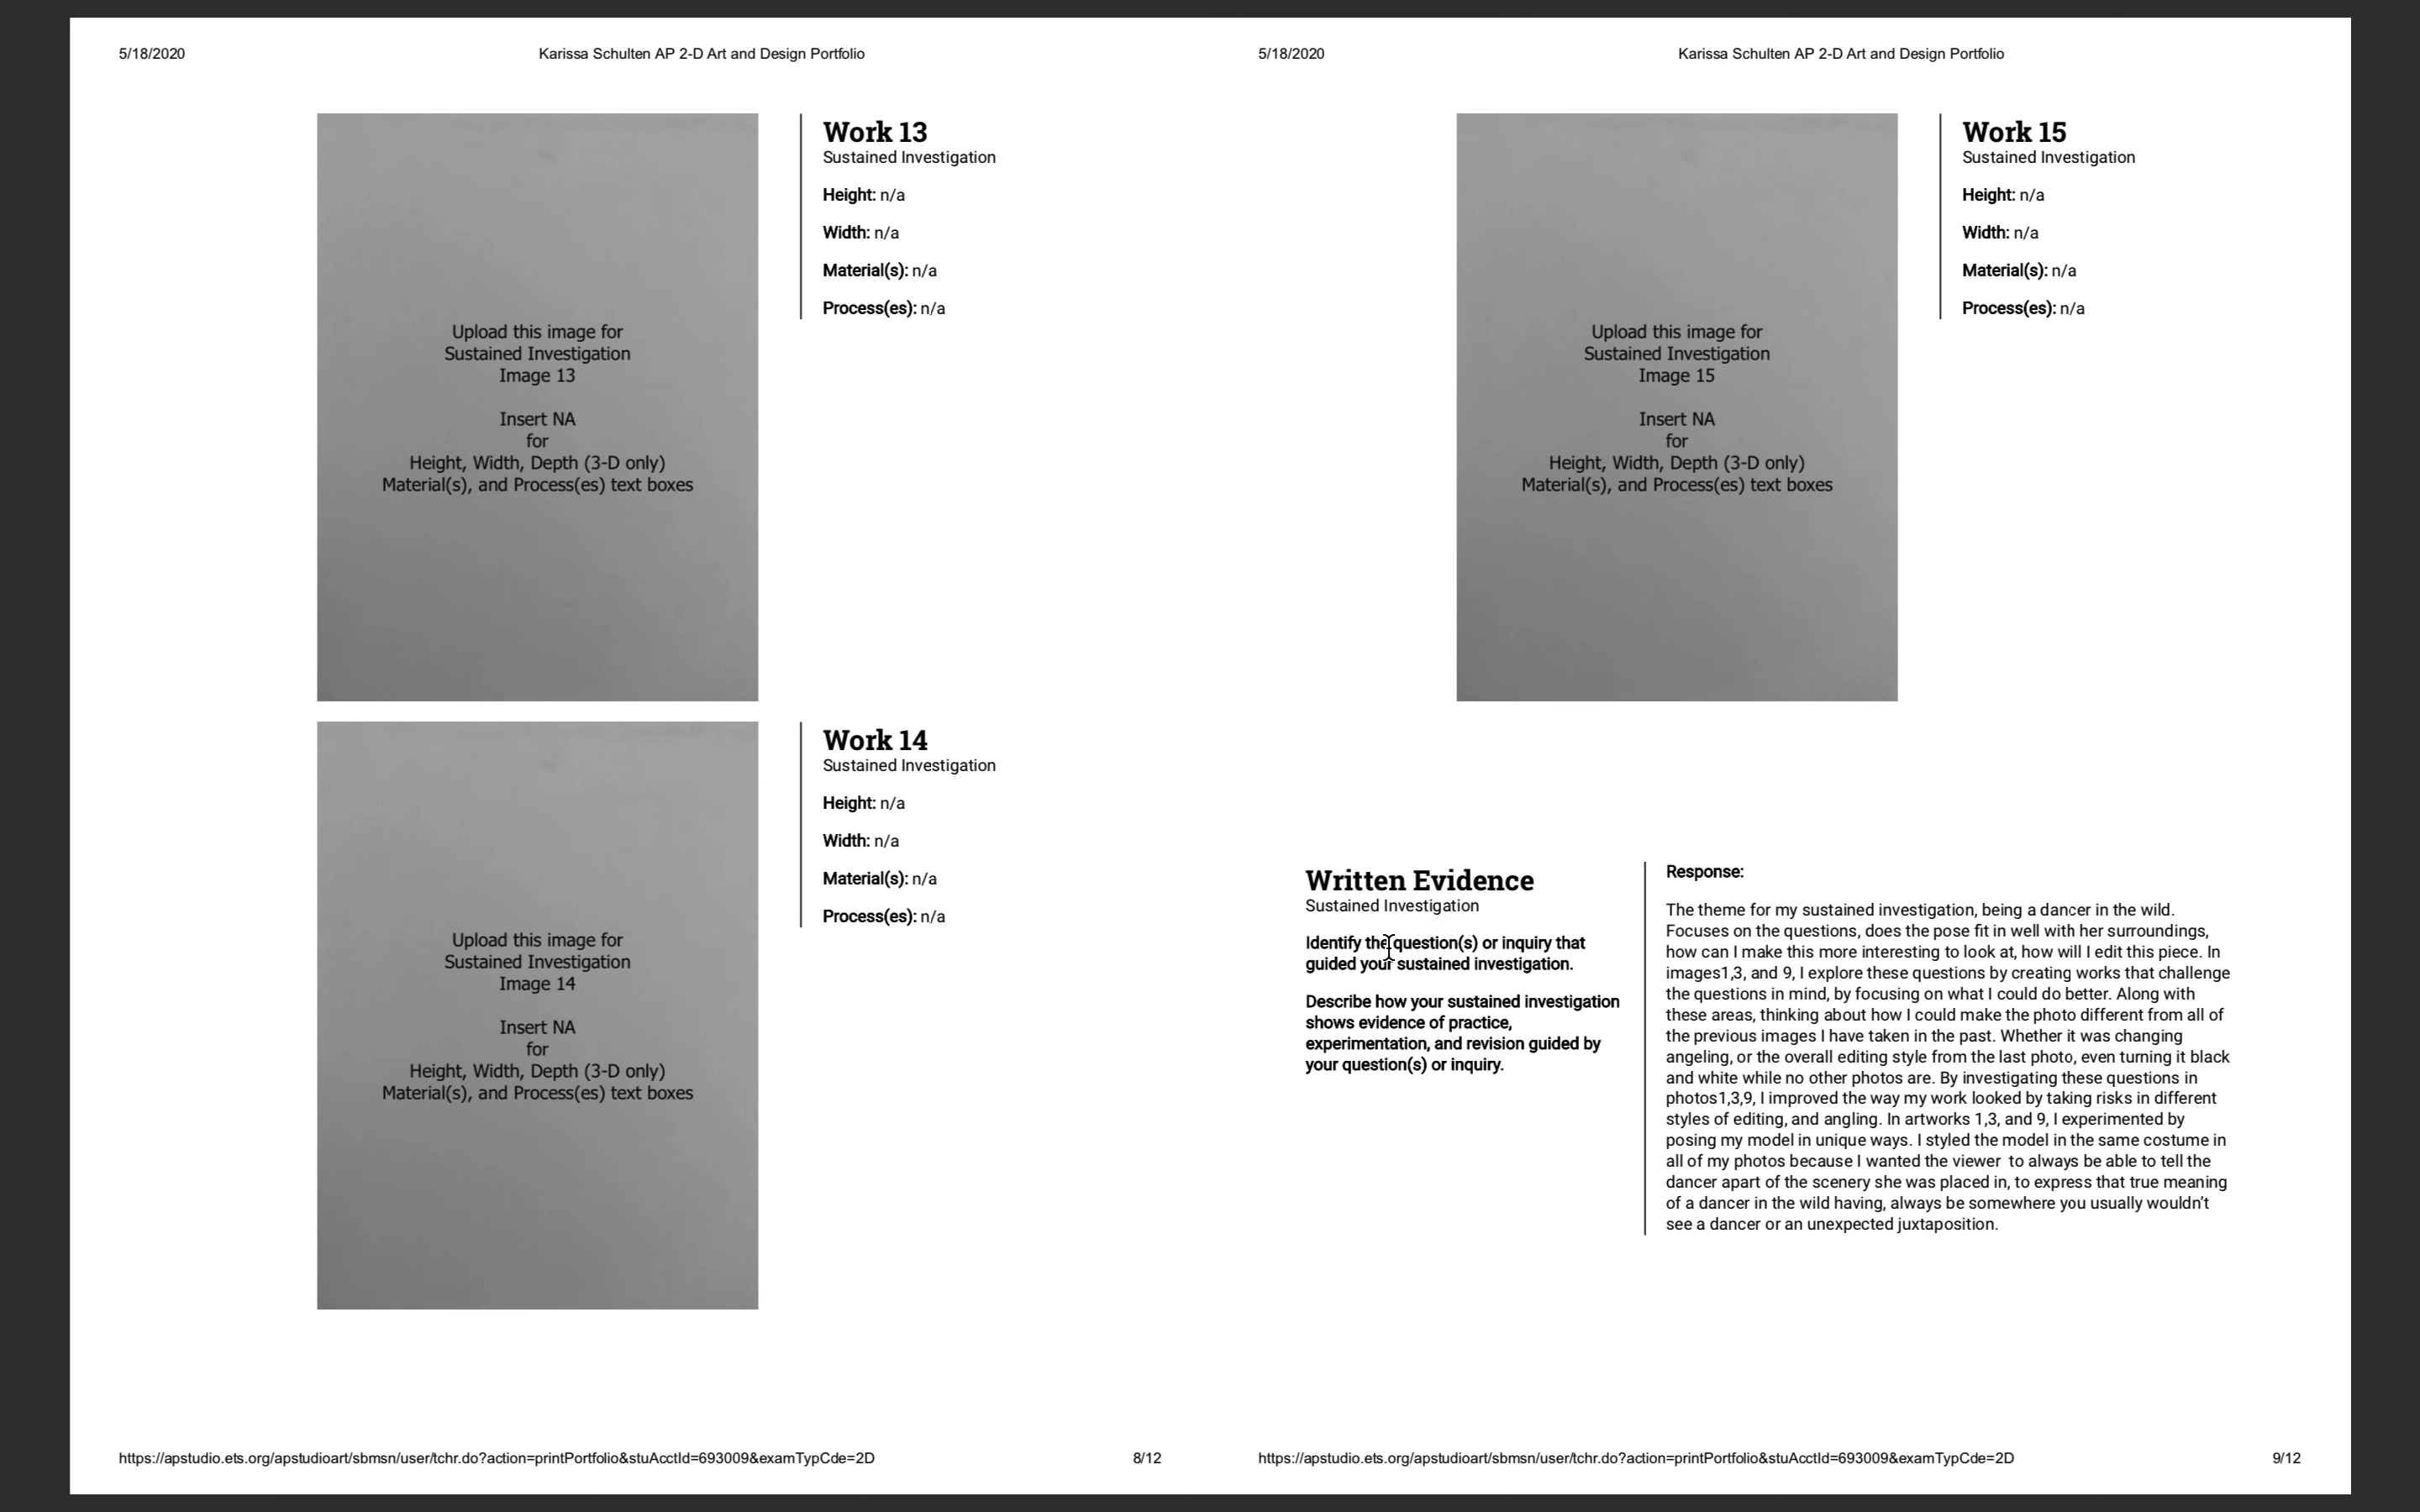 5/18/2020
Karissa Schulten AP 2-D Art and Design Portfolio
Upload this image for
Sustained Investigation
Image 13
Insert NA
for
Height, Width, Depth (3-D only)
Material(s), and Process(es) text boxes
Work 13
Sustained Investigation
Height: n/a
Width: n/a
Material(s): n/a
Process(es): n/a
Upload this image for
Sustained Investigation
Image 14
Insert NA
for
Height, Width, Depth (3-D only)
Material(s), and Process(es) text boxes
Work 14
Sustained Investigation
Height: n/a
Width: n/a
Material(s): n/a
Process(es): n/a
https://apstudio.ets.org/apstudioart/sbmsn/user/tchr.do?action=printPortfolio&stuAcctId=693009&examTypCde=2D
8/12
5/18/2020
Karissa Schulten AP 2-D Art and Design Portfolio
Upload this image for
Sustained Investigation
Image 15
Insert NA
for
Height, Width, Depth (3-D only)
Material(s), and Process(es) text boxes
Work 15
Sustained Investigation
Height: n/a
Width: n/a
Material(s): n/a
Process(es): n/a
Written Evidence
Sustained Investigation
Identify the question(s) or inquiry that
guided your sustained investigation.
Describe how your sustained investigation
shows evidence of practice,
experimentation, and revision guided by
your question(s) or inquiry.
Response:
The theme for my sustained investigation, being a dancer in the wild.
Focuses on the questions, does the pose fit in well with her surroundings,
how can I make this more interesting to look at, how will I edit this piece. In
images1,3, and 9, I explore these questions by creating works that challenge
the questions in mind, by focusing on what I could do better. Along with
these areas, thinking about how I could make the photo different from all of
the previous images I have taken in the past. Whether it was changing
angeling, or the overall editing style from the last photo, even turning it black
and white while no other photos are. By investigating these questions in
photos1,3,9, I improved the way my work looked by taking risks in different
styles of editing, and angling. In artworks 1,3, and 9, I experimented by
posing my model in unique ways. I styled the model in the same costume in
all of my photos because I wanted the viewer  to always be able to tell the
dancer apart of the scenery she was placed in, to express that true meaning
of a dancer in the wild having, always be somewhere you usually wouldn’t
see a dancer or an unexpected juxtaposition.
https://apstudio.ets.org/apstudioart/sbmsn/user/tchr.do?action=printPortfolio&stuAcctId=693009&examTypCde=2D
9/12